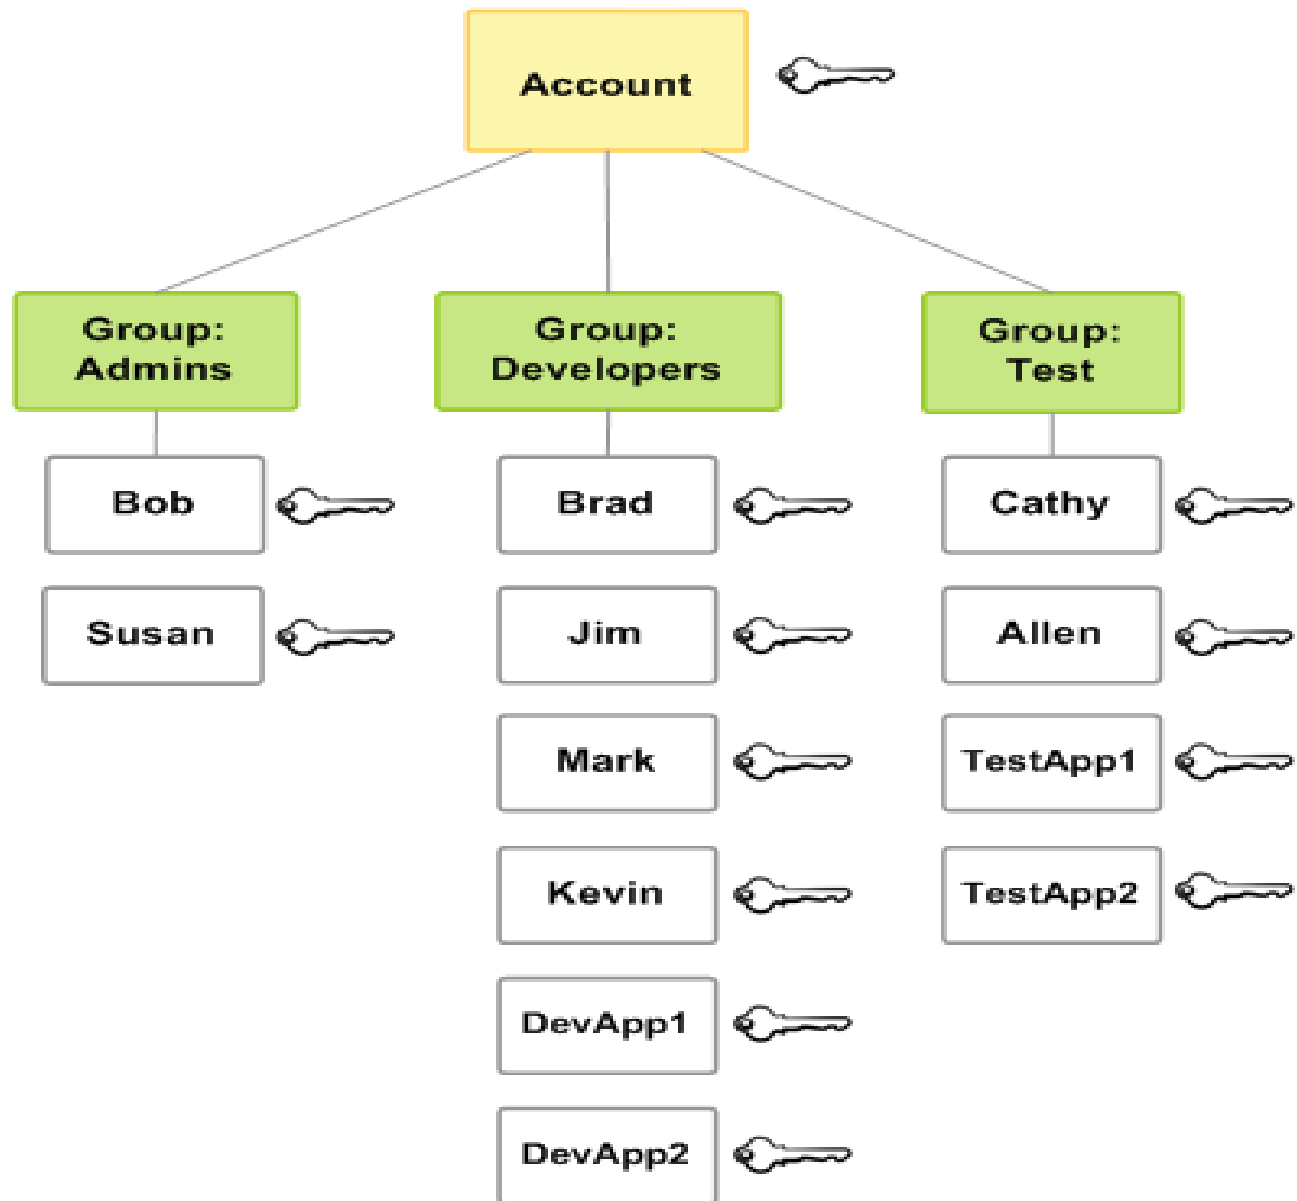 Account
Group:
Admins
Group:
Developers
Group:
Test
Bob
Brad
Cathy
Susan
Jim
Allen
Mark
TestApp1
Kevin
TestApp2
DevApp1
DevApp2